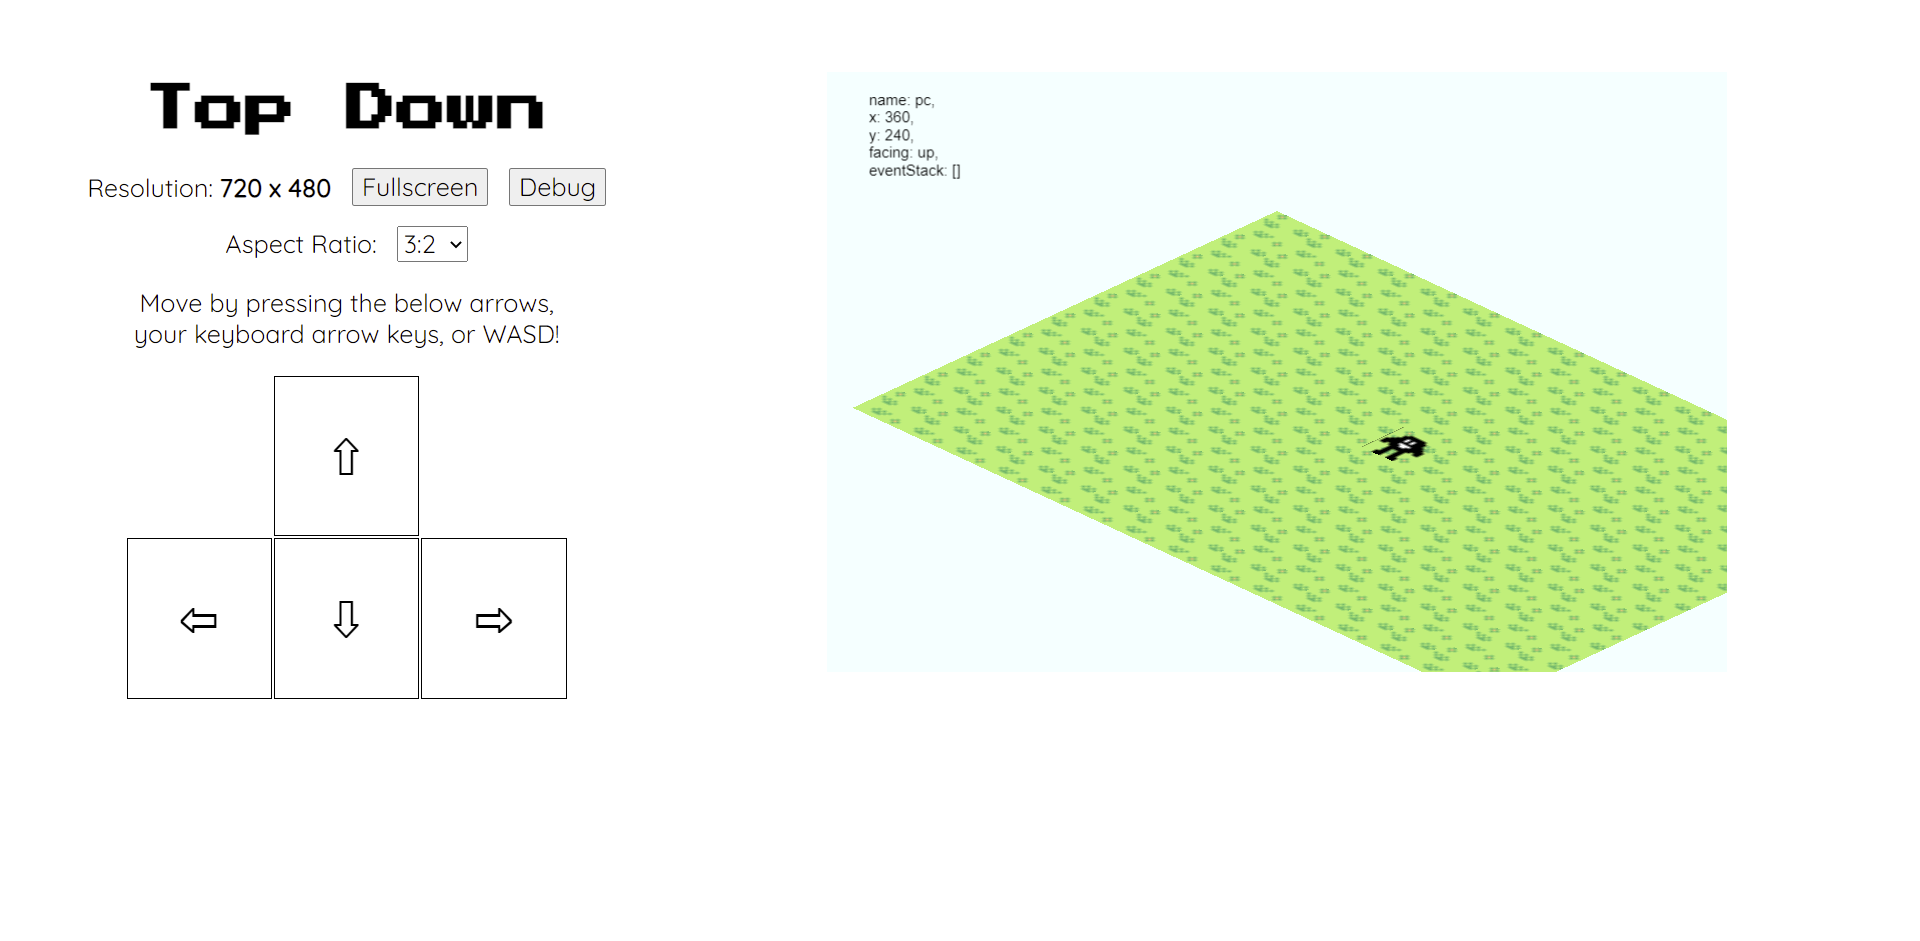 Top Down
Resolution: 720 x 480 Fullscreen Debug
Aspect Ratio: 3:2
Move by pressing the below arrows,
your keyboard arrow keys, or WASD!
⇧
⇦ ⇩ ⇨
name: pc,
x: 360,
y: 240,
facing: up,
eventStack: []